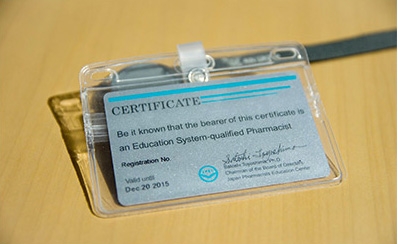 CERTIFICATE
Be it known that the bearer of this certificate is
an Education System-qualified Pharmacist
Registration No.
Valid until
Dec 20 2015
M.D.
Chairman of the Board of Directors
Japan Pharmacists Education Center